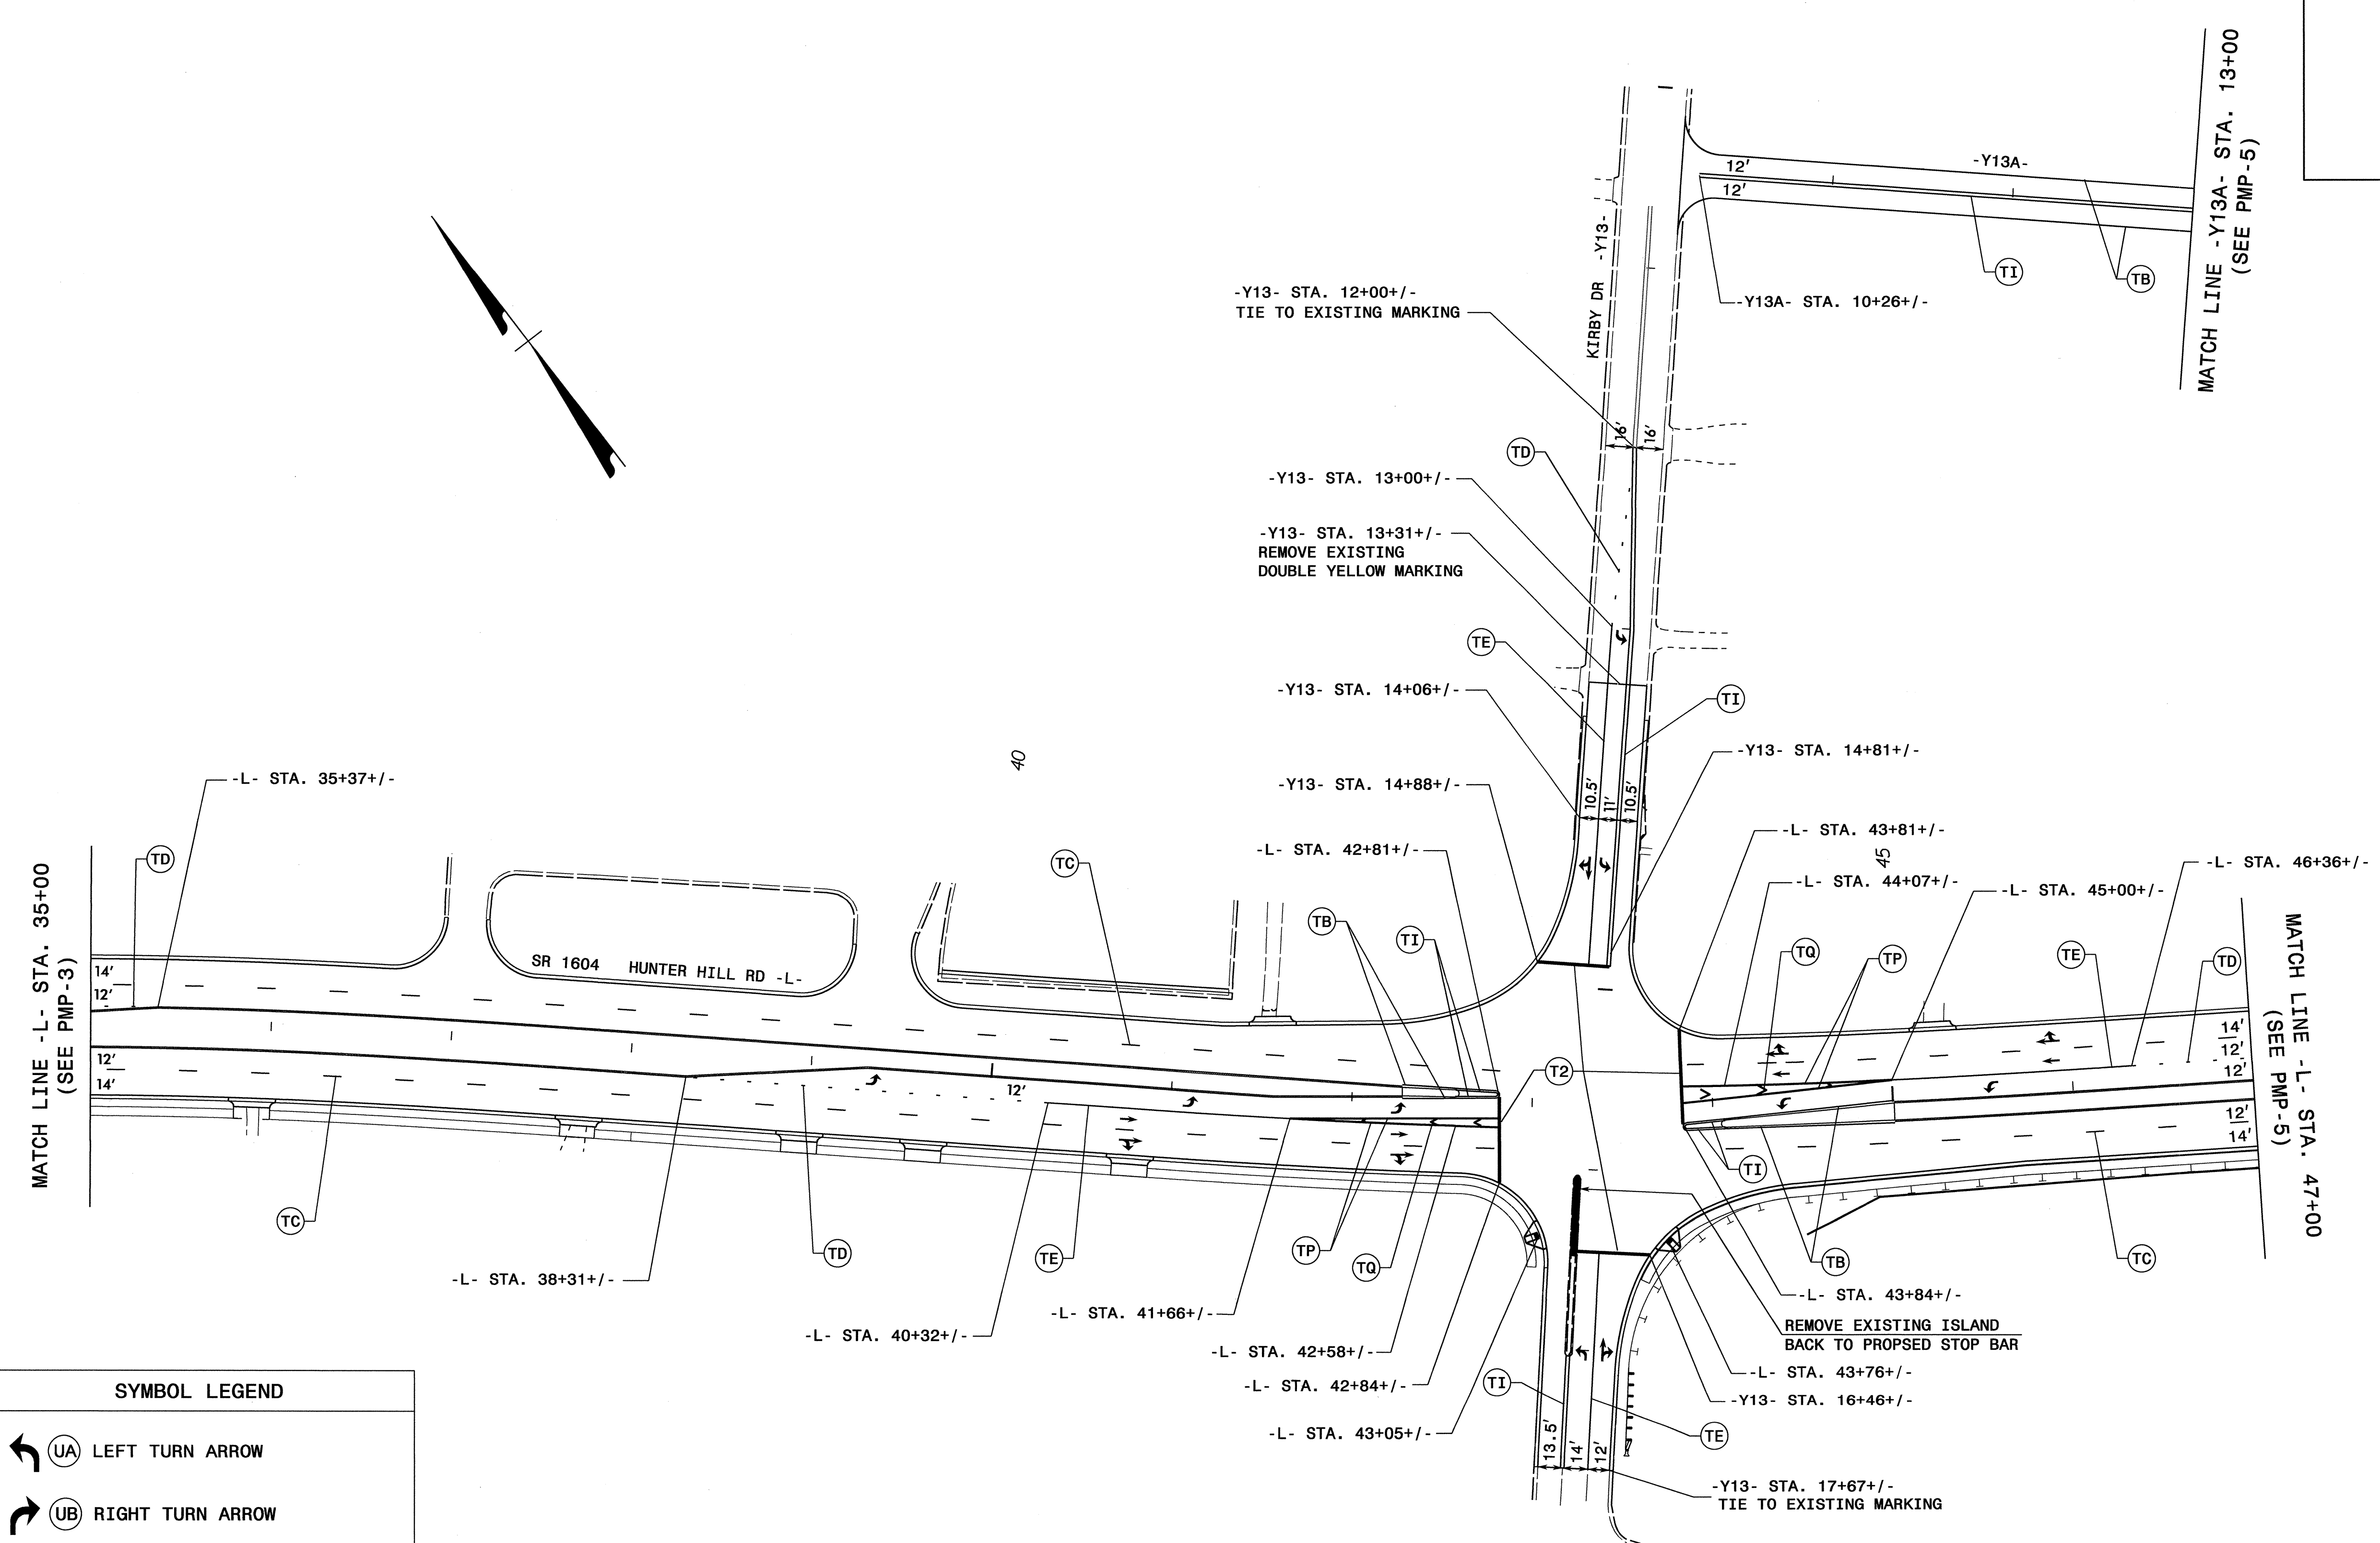 MATCH LINE -Y13A- STA. 13+00
(SEE PMP-5)
-Y13A-
12'
12'
TI
TB
-Y13A- STA. 10+26+/-
KIRBY DR -Y13-
-Y13- STA. 12+00+/-
TIE TO EXISTING MARKING
16'
16'
TD
-Y13- STA. 13+00+/-
-Y13- STA. 13+31+/-
REMOVE EXISTING
DOUBLE YELLOW MARKING
TE
-Y13- STA. 14+06+/-
TI
-Y13- STA. 14+81+/-
40
-Y13- STA. 14+88+/-
10.5'
11'
10.5'
-L- STA. 35+37+/-
-L- STA. 42+81+/-
-L- STA. 43+81+/-
45
-L- STA. 46+36+/-
-L- STA. 44+07+/-
-L- STA. 45+00+/-
MATCH LINE -L- STA. 35+00
(SEE PMP-3)
TD
TC
TB
TI
TQ
TP
TE
TD
MATCH LINE -L- STA. 47+00
(SEE PMP-5)
SR 1604 HUNTER HILL RD -L-
14'
12'
12'
14'
12'
14'
12'
12'
12'
14'
T2
TI
TC
TD
TE
TP
TQ
TB
TC
-L- STA. 38+31+/-
-L- STA. 40+32+/-
-L- STA. 41+66+/-
-L- STA. 42+58+/-
-L- STA. 42+84+/-
-L- STA. 43+05+/-
-L- STA. 43+84+/-
REMOVE EXISTING ISLAND
BACK TO PROPSED STOP BAR
-L- STA. 43+76+/-
-Y13- STA. 16+46+/-
TI
TE
13.5'
14'
12'
-Y13- STA. 17+67+/-
TIE TO EXISTING MARKING
SYMBOL LEGEND
UA LEFT TURN ARROW
UB RIGHT TURN ARROW